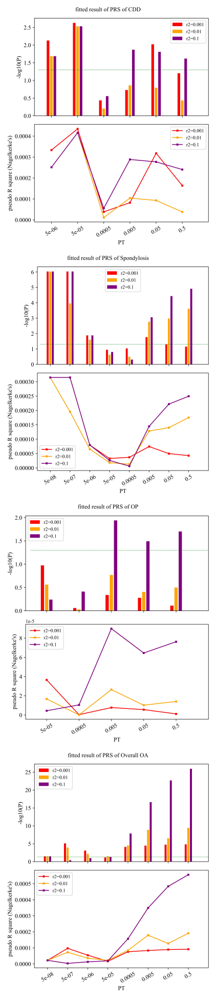 fitted result of PRS of CDD
r2=0.001
r2=0.01
r2=0.1
2.5
2.0
1.5
1.0
0.5
0.0
-log10(P)
r2=0.001
r2=0.01
r2=0.1
0.0004
0.0003
0.0002
0.0001
0.0000
pseudo R square (Nagelkerke's)
5e-06
5e-05
0.0005
0.005
0.05
0.5
PT
fitted result of PRS of Spondylosis
r2=0.001
r2=0.01
r2=0.1
6
5
4
3
2
1
0
-log10(P)
0.00030
0.00025
0.00020
0.00015
0.00010
0.00005
0.00000
pseudo R square (Nagelkerke's)
r2=0.001
r2=0.01
r2=0.1
5e-08
5e-07
5e-06
5e-05
0.0005
0.005
0.05
0.5
PT
fitted result of PRS of OP
r2=0.001
r2=0.01
r2=0.1
2.0
1.5
1.0
0.5
0.0
-log10(P)
1e-5
r2=0.001
r2=0.01
r2=0.1
8
6
4
2
0
pseudo R square (Nagelkerke's)
5e-05
0.0005
0.005
0.05
0.5
PT
fitted result of PRS of Overall OA
r2=0.001
r2=0.01
r2=0.1
25
20
15
10
5
0
-log10(P)
r2=0.001
r2=0.01
r2=0.1
0.0005
0.0004
0.0003
0.0002
0.0001
0.0000
pseudo R square (Nagelkerke's)
5e-08
5e-07
5e-06
5e-05
0.0005
0.005
0.05
0.5
PT